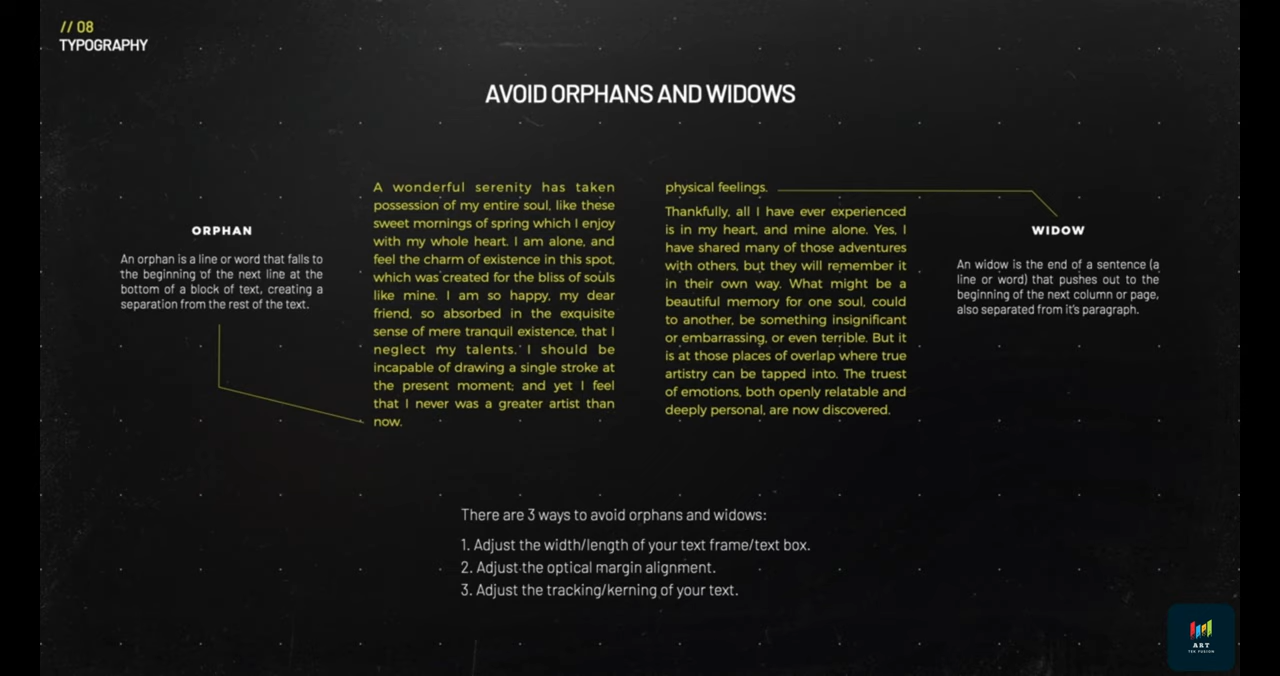 // 08
TYPOGRAPHY
AVOID ORPHANS AND WIDOWS
ORPHAN
An orphan is a line or word that falls to
the beginning of the next line at the
bottom of a block of text, creating a
separation from the rest of the text.
A wonderful serenity has taken
possession of my entire soul, like these
sweet mornings of spring which I enjoy
with my whole heart. I am alone, and
feel the charm of existence in this spot,
which was created for the bliss of souls
like mine. I am so happy, my dear
friend, so absorbed in the exquisite
sense of mere tranquil existence, that I
neglect my talents. I should be
incapable of drawing a single stroke at
the present moment; and yet I feel
that I never was a greater artist than
now.
physical feelings.
Thankfully, all I have ever experienced
is in my heart, and mine alone. Yes, I
have shared many of those adventures
with others, but they will remember it
in their own way. What might be a
beautiful memory for one soul, could
to another, be something insignificant
or embarrassing, or even terrible. But it
is at those places of overlap where true
artistry can be tapped into. The truest
of emotions, both openly relatable and
deeply personal, are now discovered.
WIDOW
An widow is the end of a sentence (a
line or word) that pushes out to the
beginning of the next column or page,
also separated from it's paragraph.
There are 3 ways to avoid orphans and widows:
1. Adjust the width/length of your text frame/text box.
2. Adjust the optical margin alignment.
3. Adjust the tracking/kerning of your text.
ART
TEK FUSION